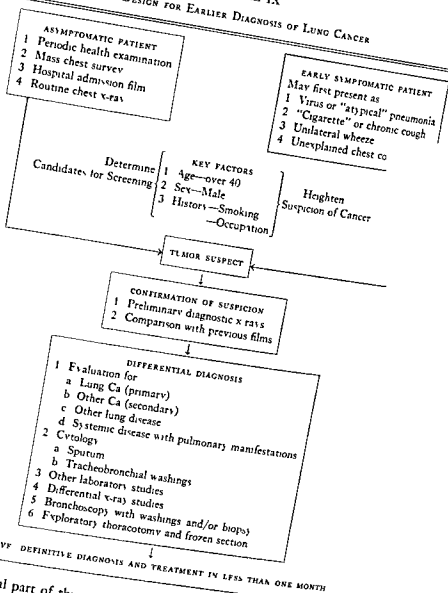 IX
DESIGN FOR EARLIER DIAGNOSIS OF LUNG CANCER
ASYMPTOMATIC PATIENT
1 Periodic health examination
2 Mass chest survey
3 Hospital admission film
4 Routine chest x-ray
EARLY SYMPTOMATIC PATIENT
May first present as
1 Virus or "atypical" pneumonia
2 "Cigarette" or chronic cough
3 Unilateral wheeze
4 Unexplained chest co
Determine
Candidates for Screening
KEY FACTORS
1 Age—over 40
2 Sex—Male
3 History—Smoking
—Occupation
Heighten
Suspicion of Cancer
TUMOR SUSPECT
CONFIRMATION OF SUSPICION
1 Preliminary diagnostic x rays
2 Comparison with previous films
DIFFERENTIAL DIAGNOSIS
1 Evaluation for
a Lung Ca (primary)
b Other Ca (secondary)
c Other lung disease
d Systemic disease with pulmonary manifestations
2 Cytology
a Sputum
b Tracheobronchial washings
3 Other laboratory studies
4 Differential x-ray studies
5 Bronchoscopy with washings and/or biopsy
6 Exploratory thoracotomy and frozen section
DEFINITIVE DIAGNOSIS AND TREATMENT IN LESS THAN ONE MONTH
part of